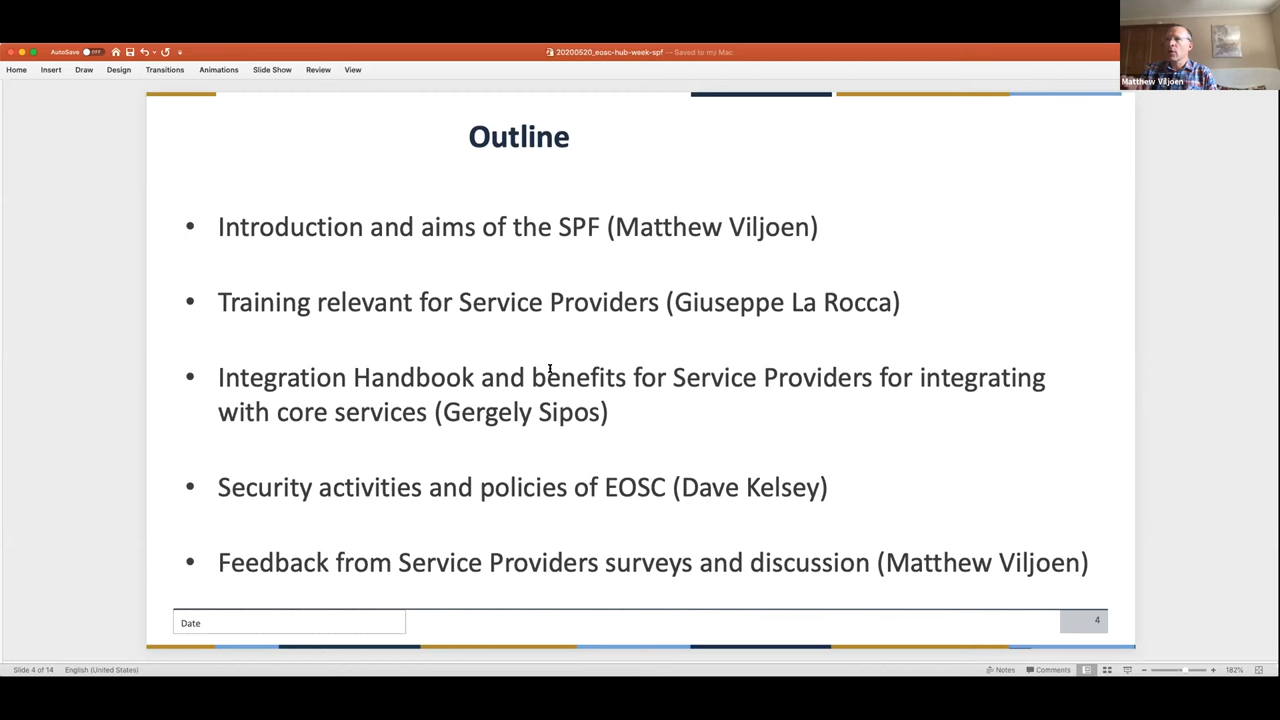 AutoSave OFF
20200520_eosc-hub-week-spf — Saved to my Mac
Home Insert Draw Design Transitions Animations Slide Show Review View
Matthew Viljoen
Outline
• Introduction and aims of the SPF (Matthew Viljoen)
• Training relevant for Service Providers (Giuseppe La Rocca)
• Integration Handbook and benefits for Service Providers for integrating
with core services (Gergely Sipos)
• Security activities and policies of EOSC (Dave Kelsey)
• Feedback from Service Providers surveys and discussion (Matthew Viljoen)
Date
4
Slide 4 of 14 English (United States) Notes Comments 182%